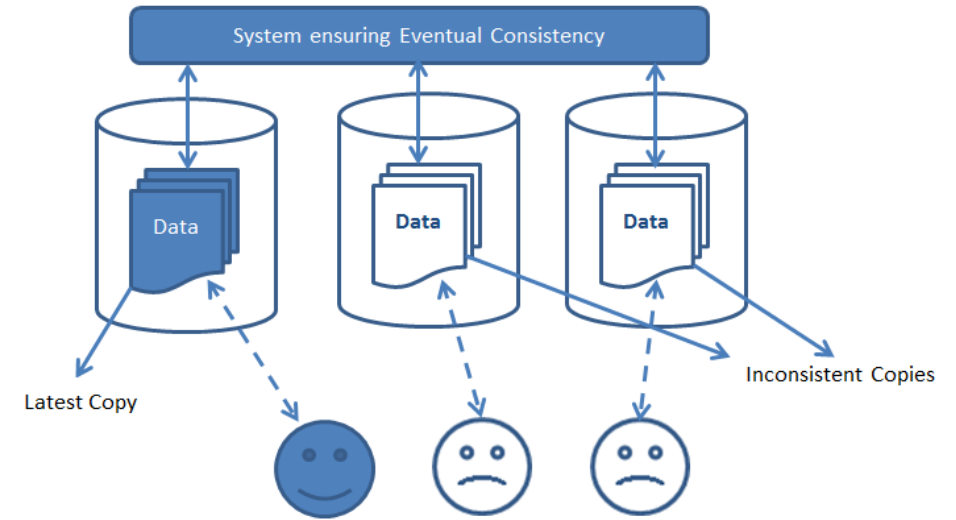 System ensuring Eventual Consistency
Data
Data
Data
Inconsistent Copies
Latest Copy